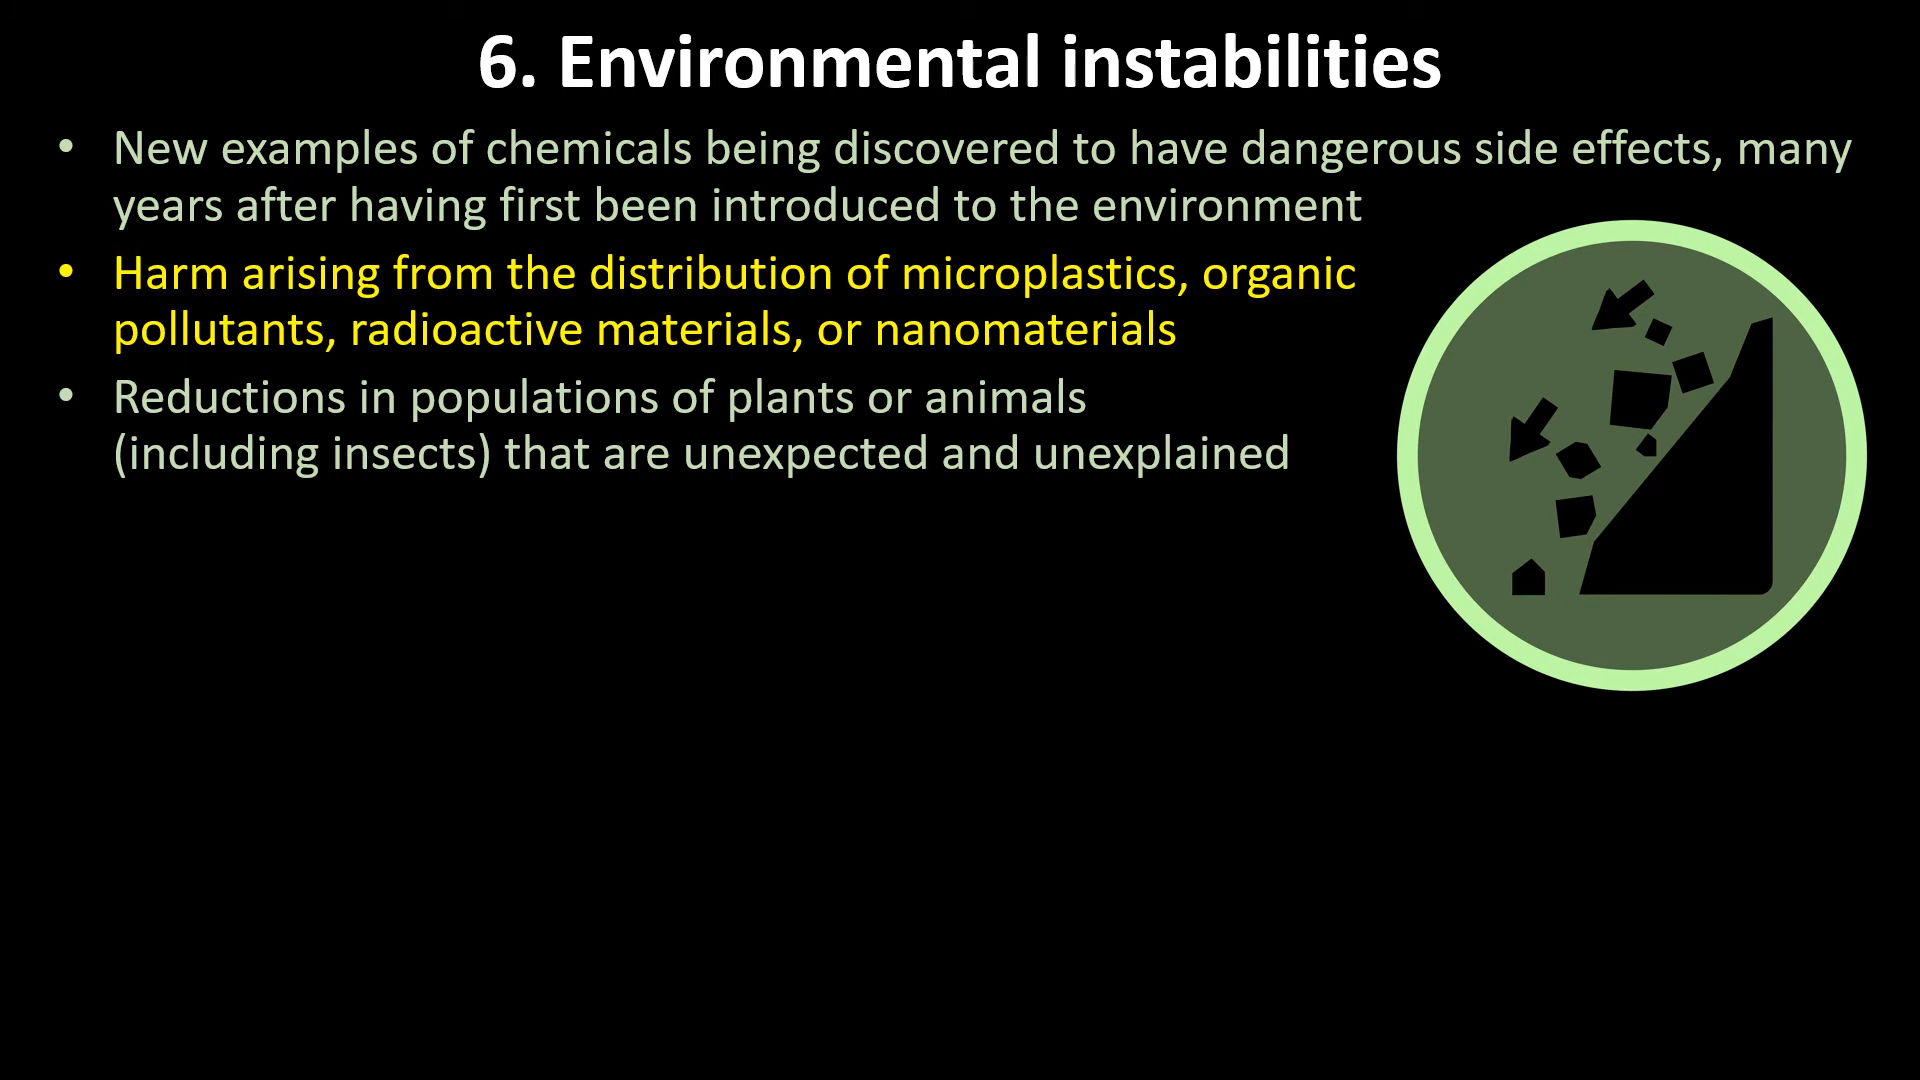 6. Environmental instabilities
• New examples of chemicals being discovered to have dangerous side effects, many
years after having first been introduced to the environment
• Harm arising from the distribution of microplastics, organic
pollutants, radioactive materials, or nanomaterials
• Reductions in populations of plants or animals
(including insects) that are unexpected and unexplained